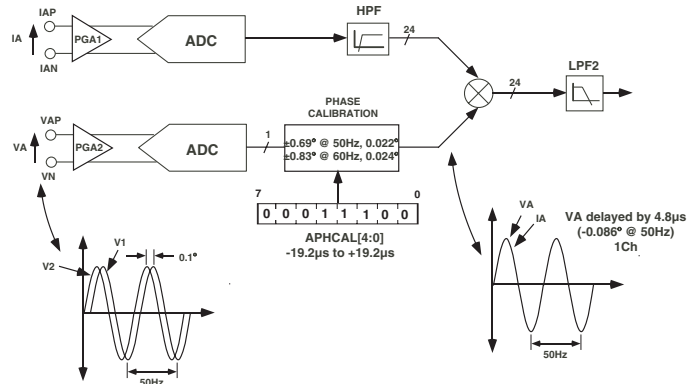 HPF
IAP
IA
PGA1
ADC
IAN
24
LPF2
24
PHASE
CALIBRATION
VAP
VA
PGA2
ADC
VN
1
±0.69° @ 50Hz, 0.022°
±0.83° @ 60Hz, 0.024°
7
0
0 0 0 1 1 1 0 0
APHCAL[4:0]
-19.2µs to +19.2µs
V2
V1
0.1°
50Hz
VA
IA
VA delayed by 4.8µs
(-0.086° @ 50Hz)
1Ch
50Hz